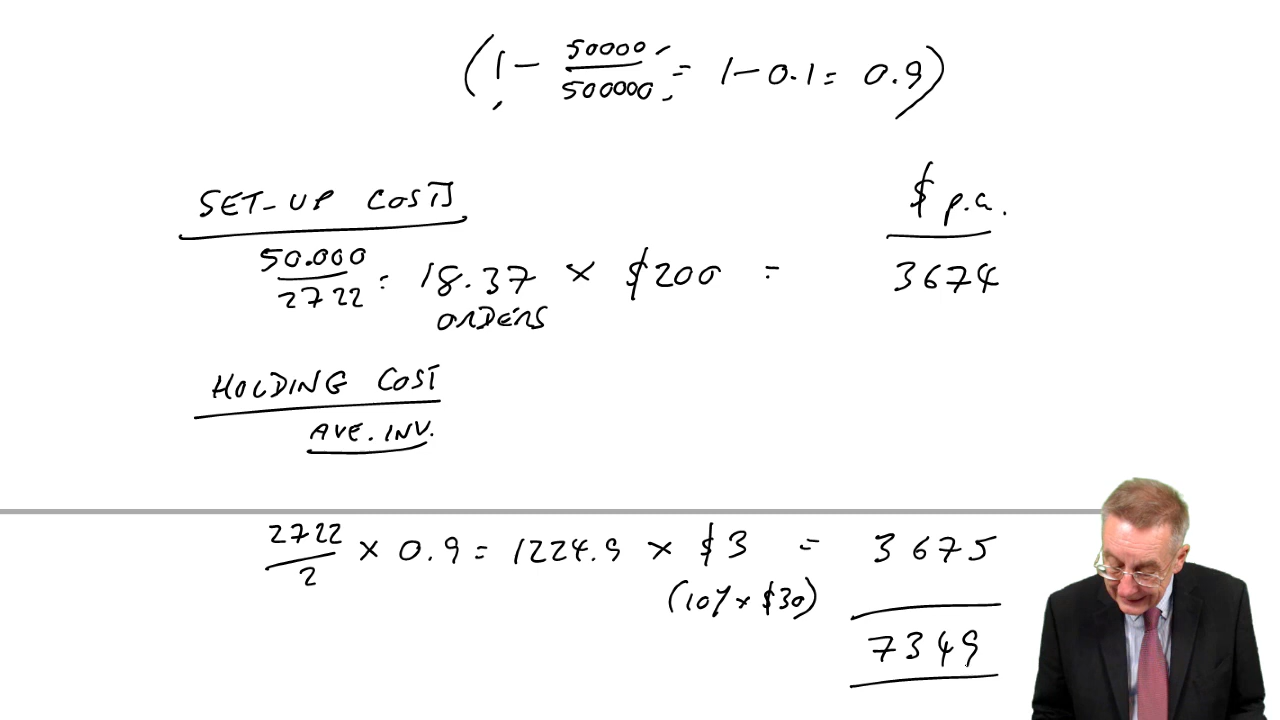 (1 - 50000/500000 = 1 - 0.1 = 0.9)
$ p.a.
SET-UP COSTS
50.000/2722 = 18.37 × $200 = 3674
ORDERS
HOLDING COST
AVE. INV.
2722/2 × 0.9 = 1224.9 × $3 = 3675
(10% × $30)
7349